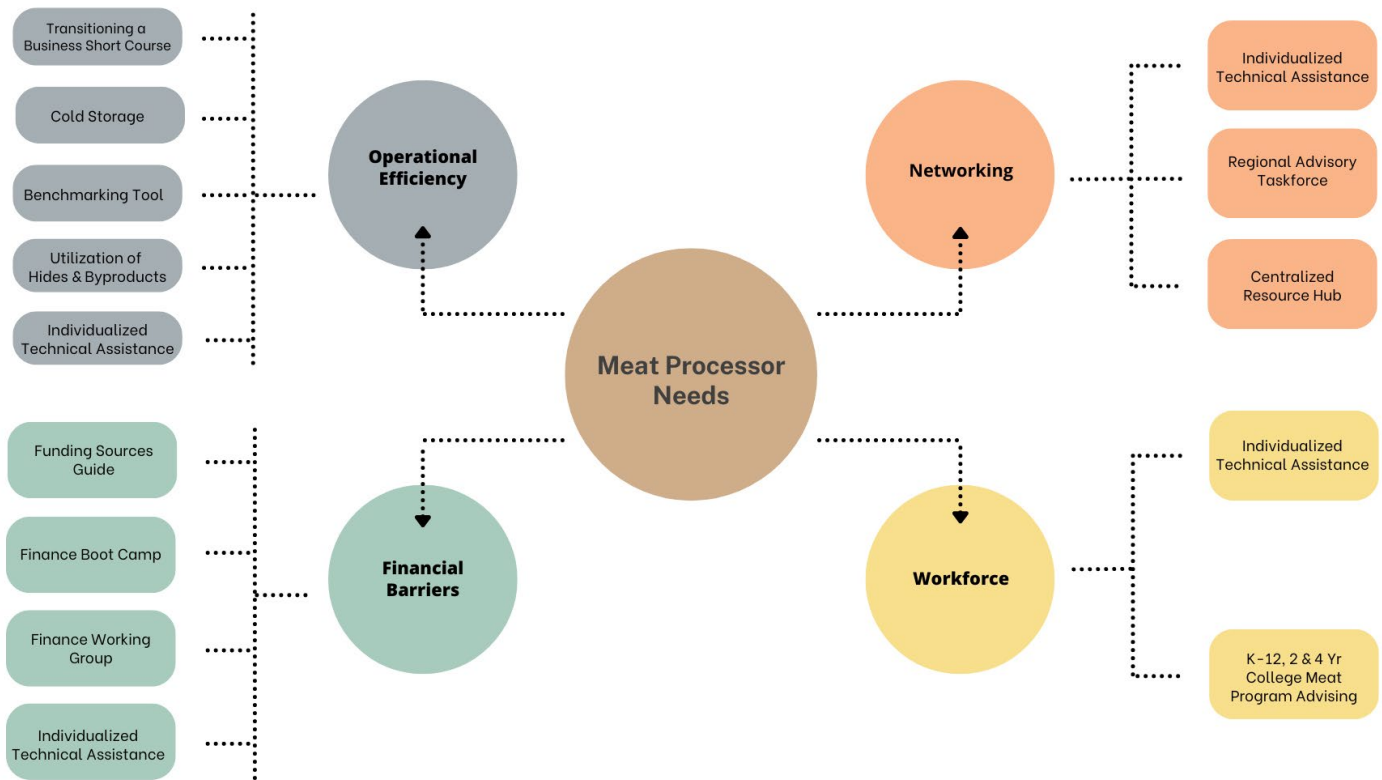 Transitioning a
Business Short Course
Cold Storage
Benchmarking Tool
Utilization of
Hides & Byproducts
Individualized
Technical Assistance
Operational
Efficiency
Funding Sources
Guide
Finance Boot Camp
Finance Working
Group
Individualized
Technical Assistance
Financial
Barriers
Meat Processor
Needs
Networking
Individualized
Technical Assistance
Regional Advisory
Taskforce
Centralized
Resource Hub
Workforce
Individualized
Technical Assistance
K-12, 2 & 4 Yr
College Meat
Program Advising